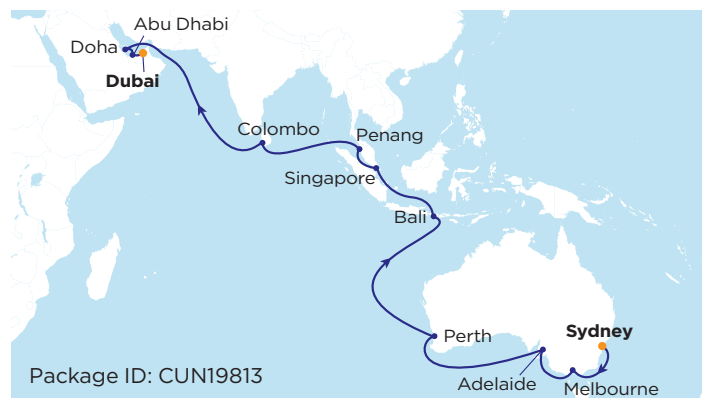 Abu Dhabi
Doha
Dubai
Colombo
Penang
Singapore
Bali
Perth
Sydney
Adelaide
Melbourne
Package ID: CUN19813